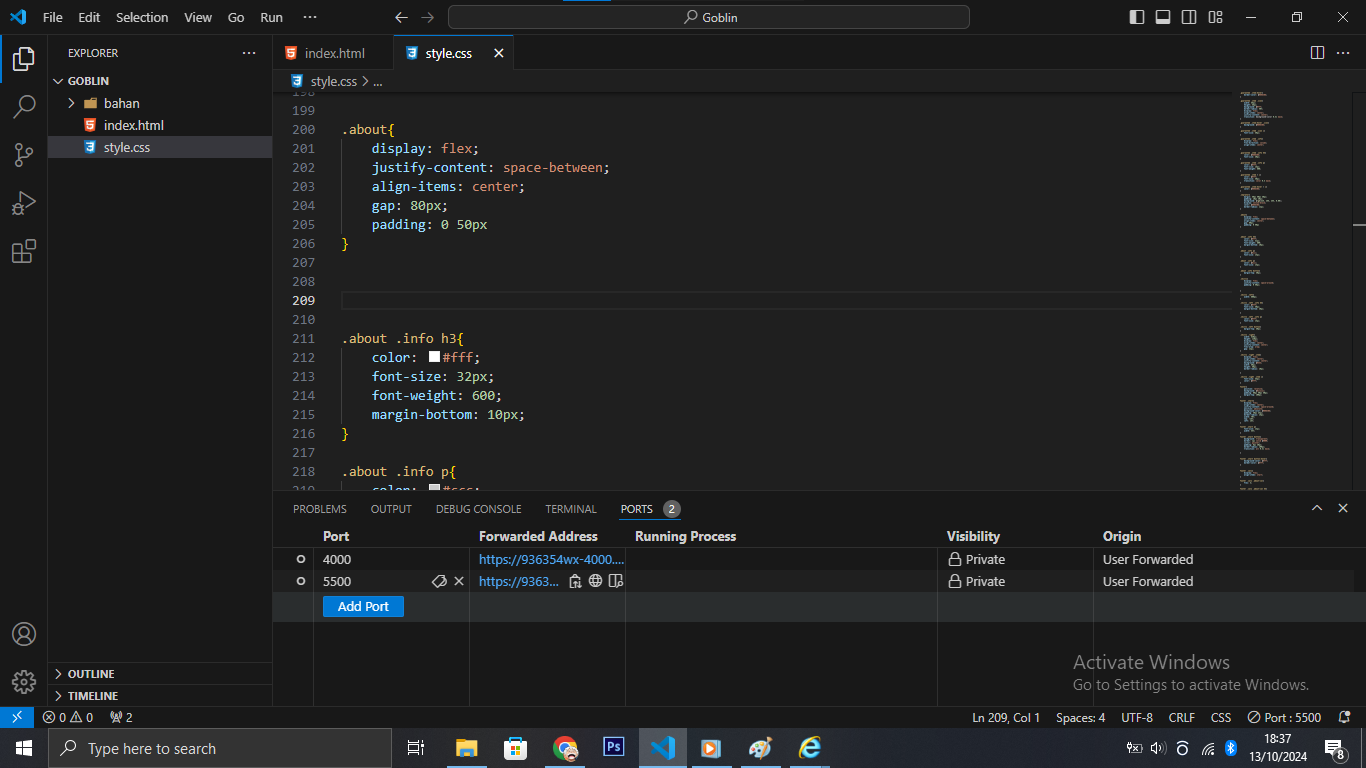 File Edit Selection View Go Run ··· Goblin
EXPLORER ···
index.html style.css
GOBLIN
style.css > ...
bahan
index.html
style.css
198
199
200 .about{
201 display: flex;
202 justify-content: space-between;
203 align-items: center;
204 gap: 80px;
205 padding: 0 50px
206 }
207
208
209
210
211 .about .info h3{
212 color: #fff;
213 font-size: 32px;
214 font-weight: 600;
215 margin-bottom: 10px;
216 }
217
218 .about .info p{
219 color: #ccc;
PROBLEMS OUTPUT DEBUG CONSOLE TERMINAL PORTS 2
Port Forwarded Address Running Process Visibility Origin
4000 https://936354wx-4000.... Private User Forwarded
5500 https://9363... Private User Forwarded
Add Port
OUTLINE
TIMELINE
Activate Windows
Go to Settings to activate Windows.
0 0 2 Ln 209, Col 1 Spaces: 4 UTF-8 CRLF CSS Port : 5500
Type here to search
Ps
18:37
13/10/2024
8